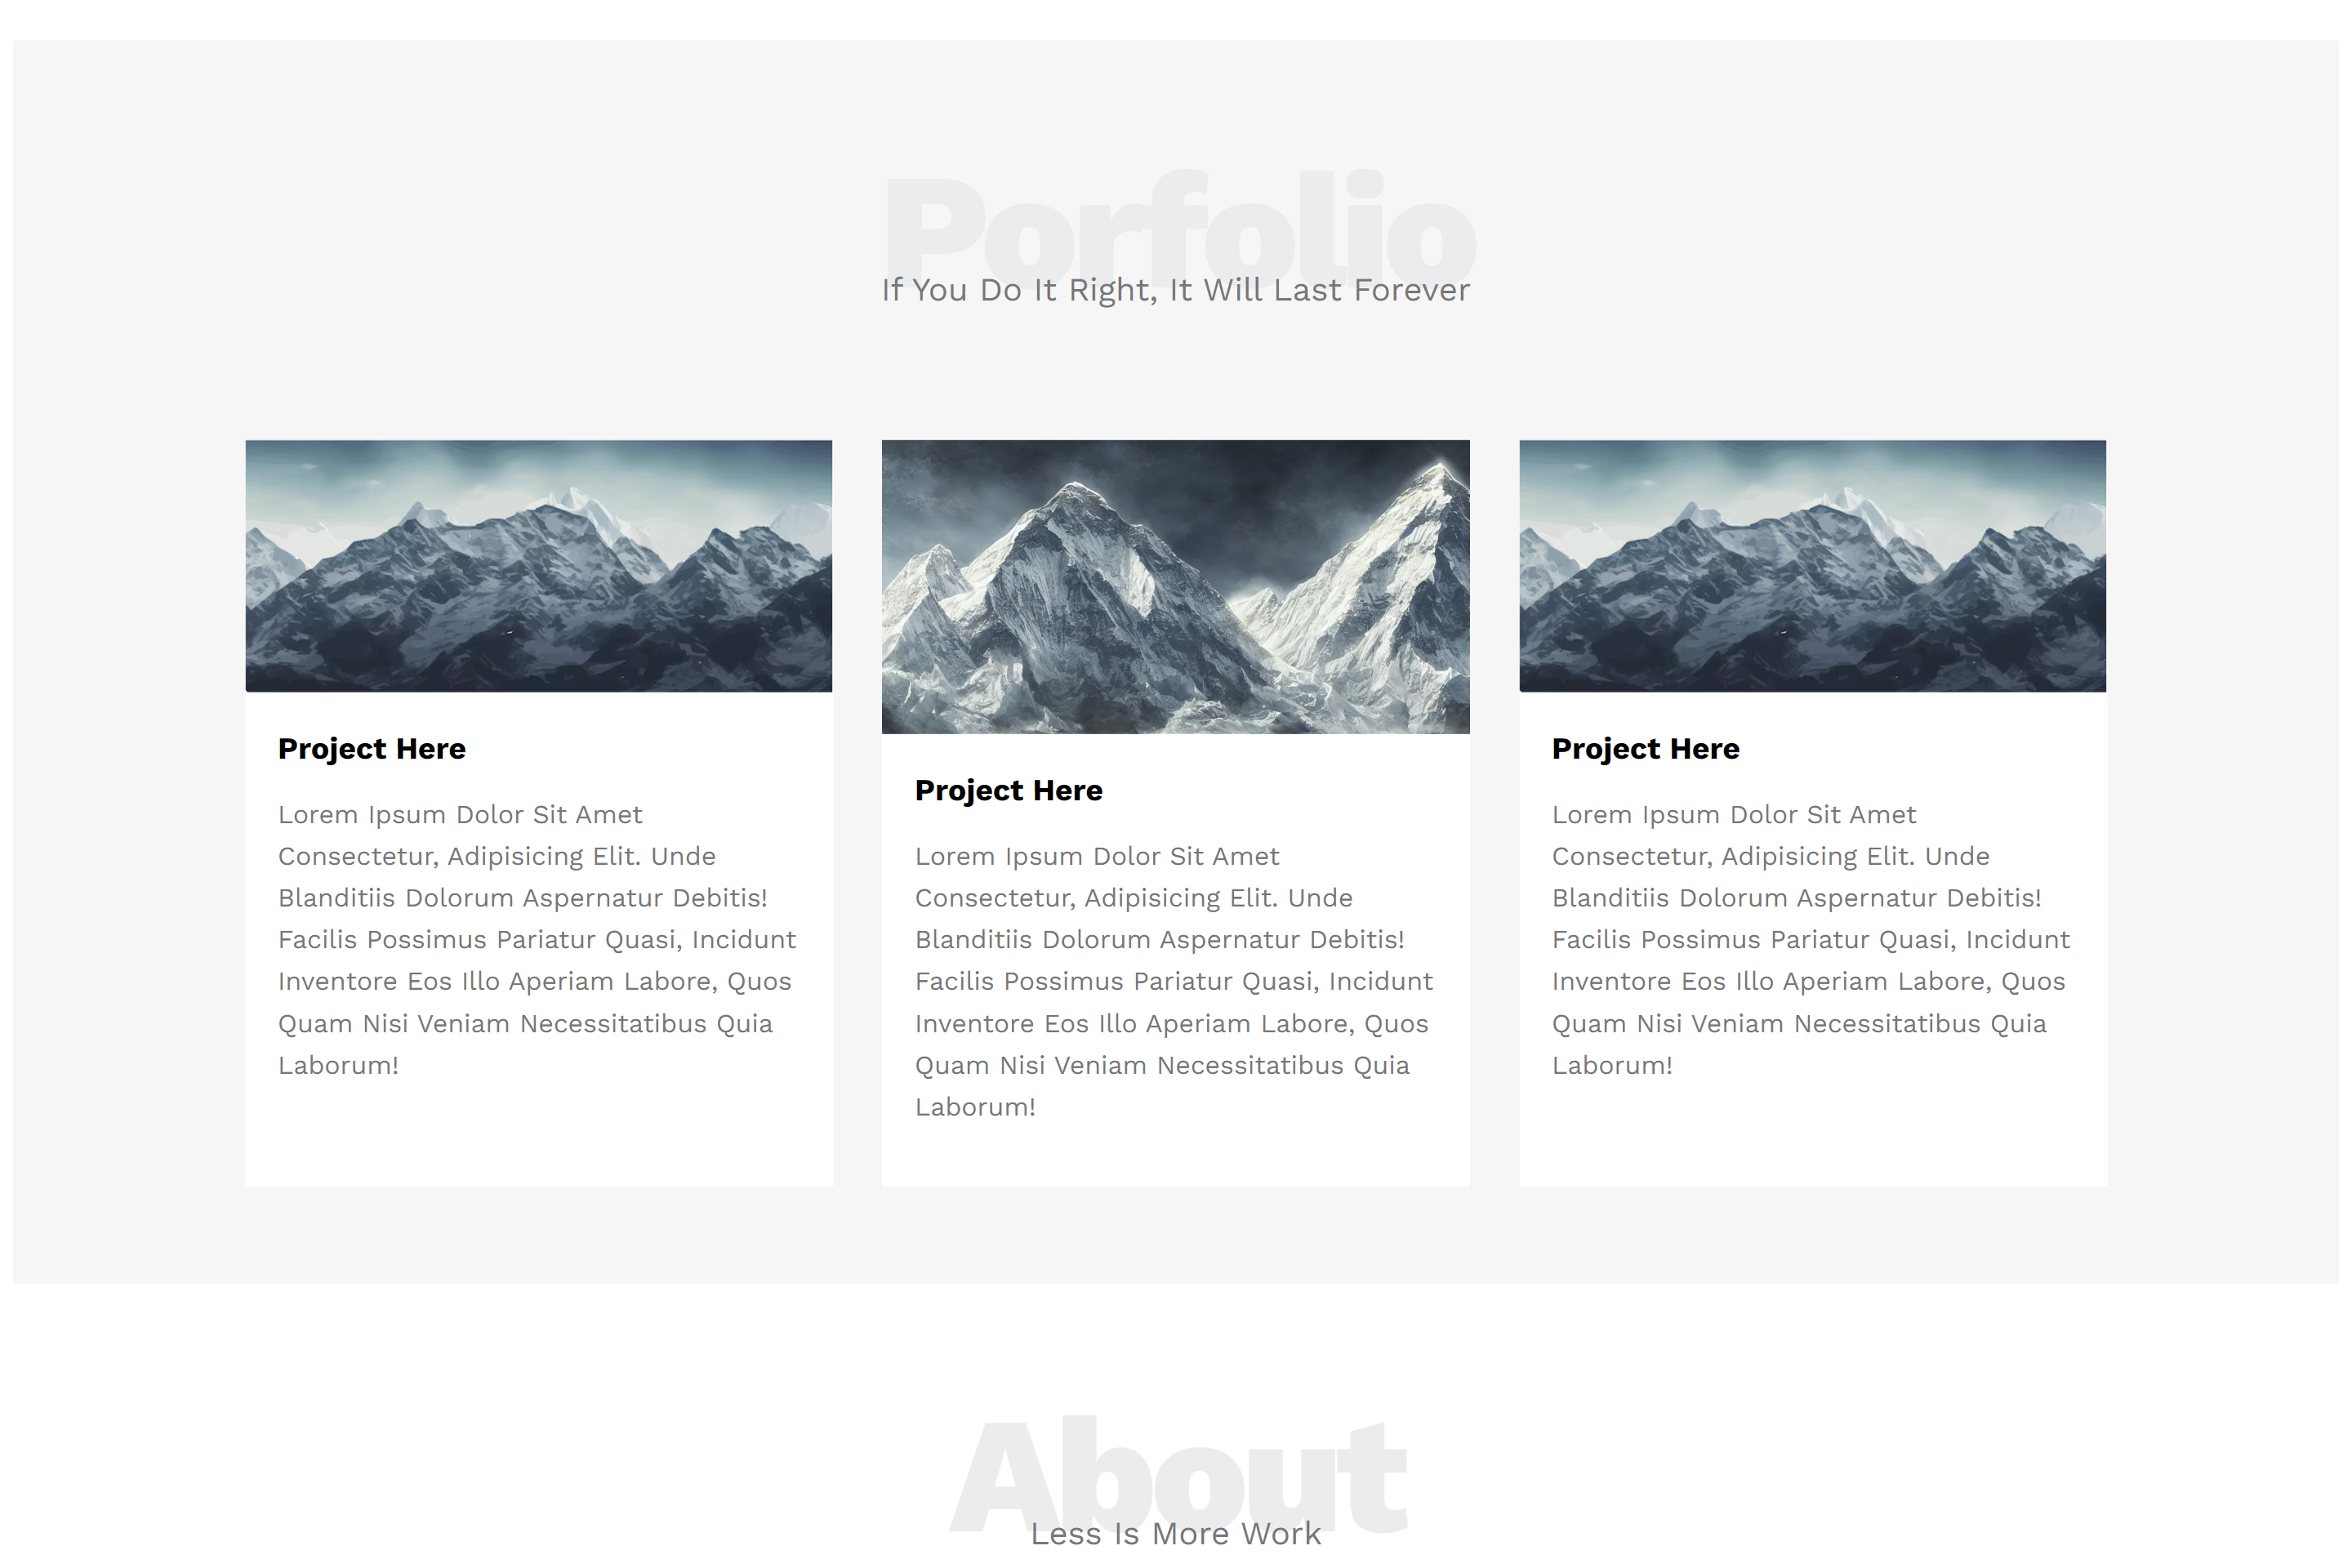 Porfolio
If You Do It Right, It Will Last Forever
Project Here
Lorem Ipsum Dolor Sit Amet
Consectetur, Adipisicing Elit. Unde
Blanditiis Dolorum Aspernatur Debitis!
Facilis Possimus Pariatur Quasi, Incidunt
Inventore Eos Illo Aperiam Labore, Quos
Quam Nisi Veniam Necessitatibus Quia
Laborum!
Project Here
Lorem Ipsum Dolor Sit Amet
Consectetur, Adipisicing Elit. Unde
Blanditiis Dolorum Aspernatur Debitis!
Facilis Possimus Pariatur Quasi, Incidunt
Inventore Eos Illo Aperiam Labore, Quos
Quam Nisi Veniam Necessitatibus Quia
Laborum!
Project Here
Lorem Ipsum Dolor Sit Amet
Consectetur, Adipisicing Elit. Unde
Blanditiis Dolorum Aspernatur Debitis!
Facilis Possimus Pariatur Quasi, Incidunt
Inventore Eos Illo Aperiam Labore, Quos
Quam Nisi Veniam Necessitatibus Quia
Laborum!
About
Less Is More Work